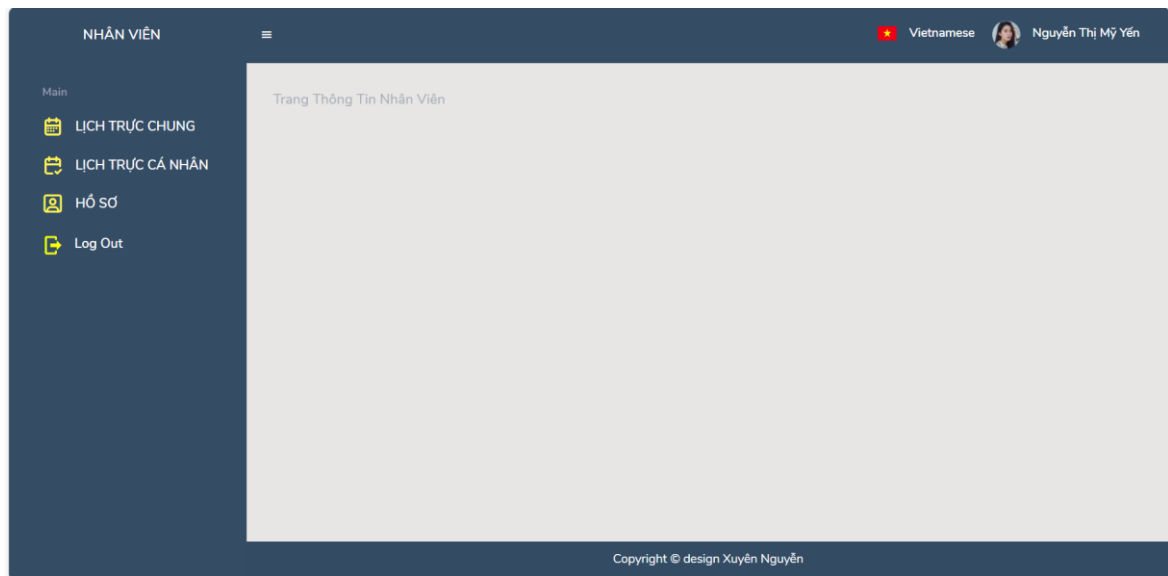 NHÂN VIÊN
Vietnamese
Nguyễn Thị Mỹ Yến
Main
LỊCH TRỰC CHUNG
LỊCH TRỰC CÁ NHÂN
HỒ SƠ
Log Out
Trang Thông Tin Nhân Viên
Copyright © design Xuyên Nguyễn